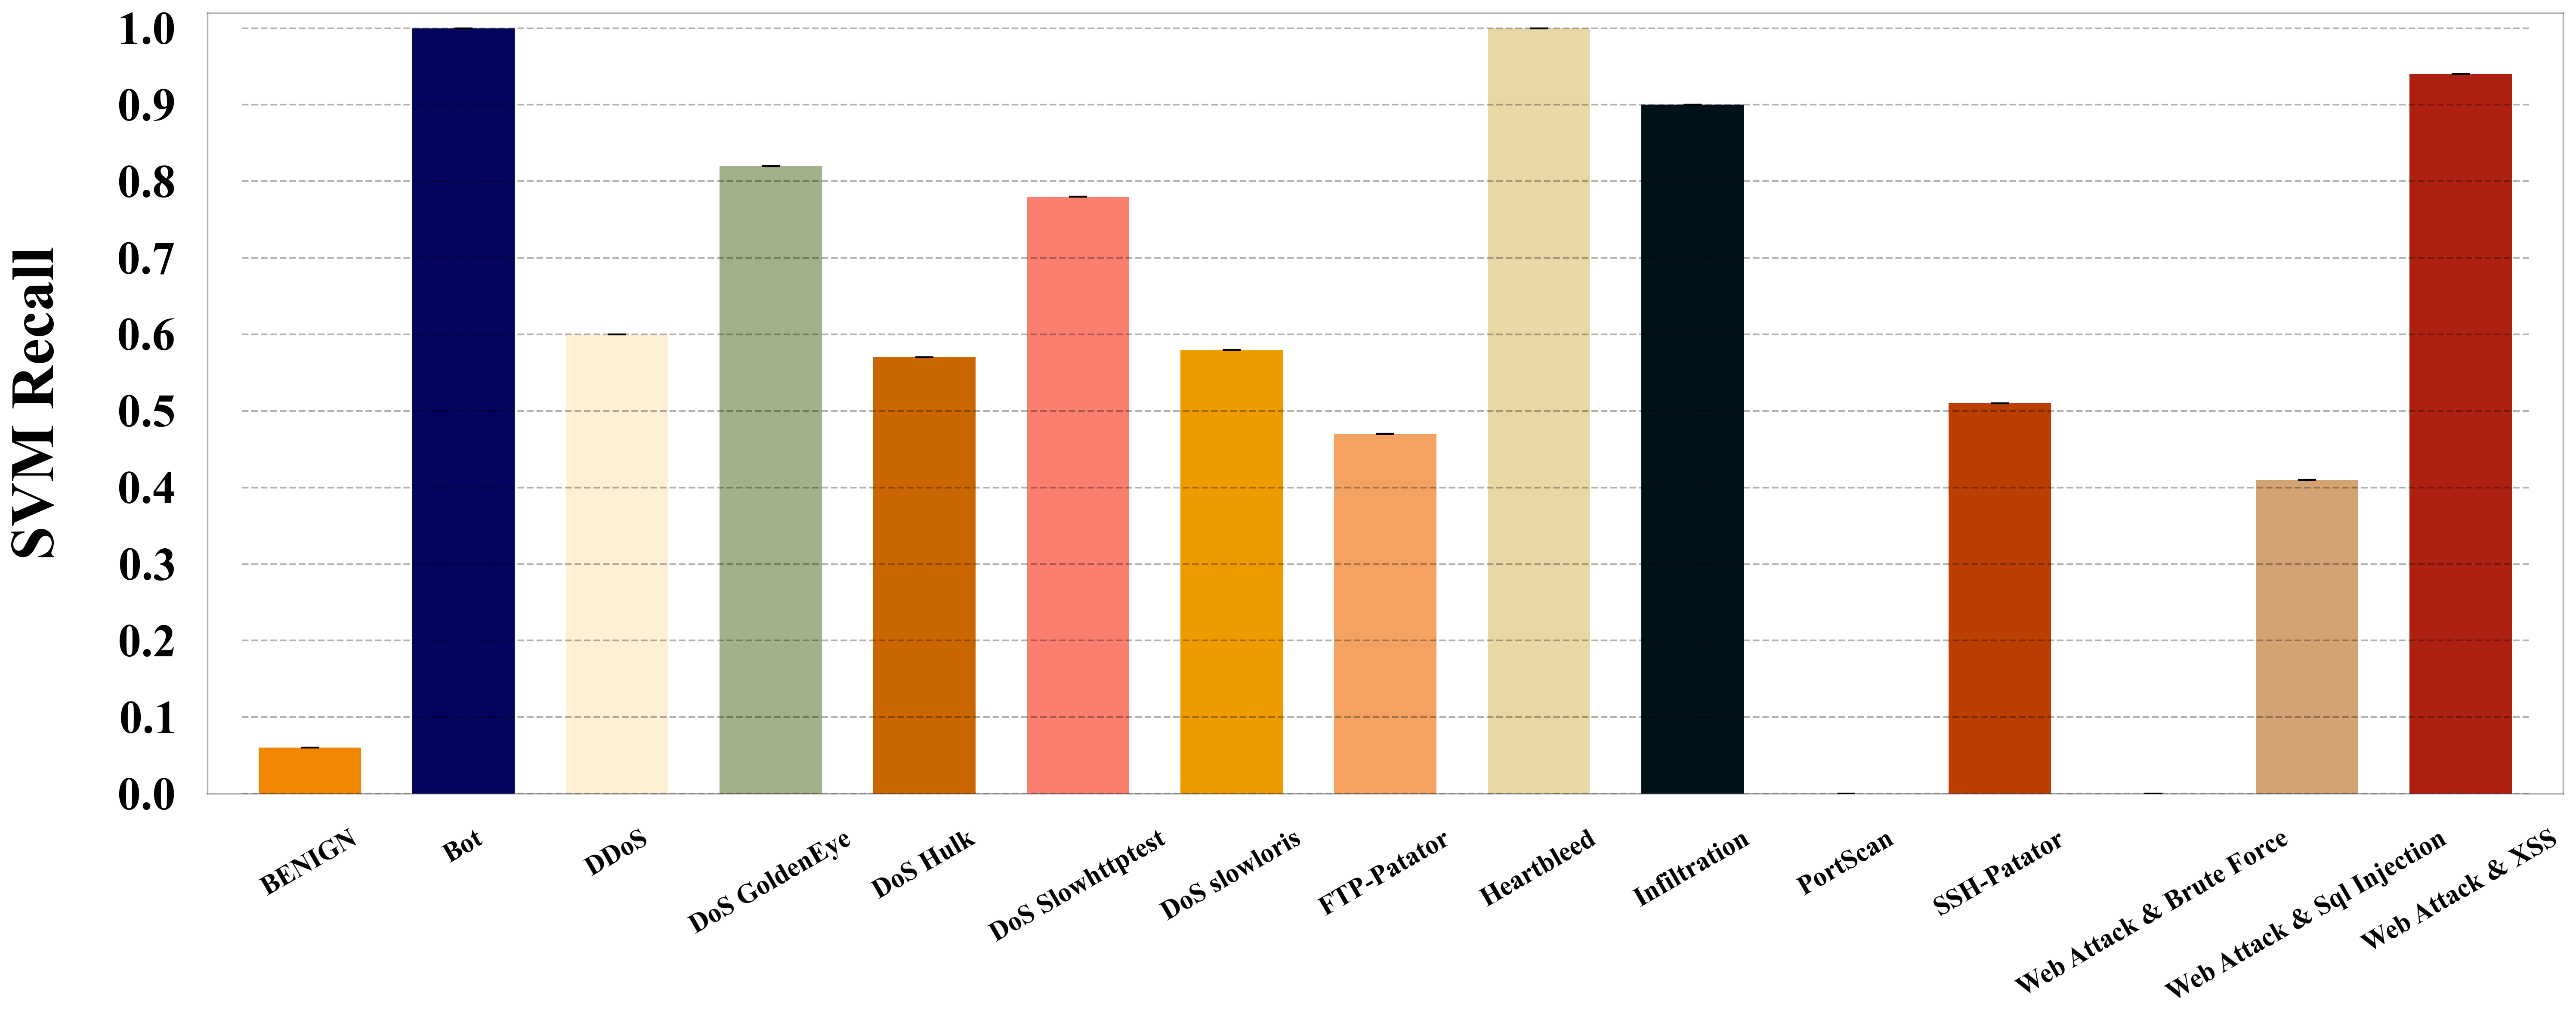 SVM Recall
1.0
0.9
0.8
0.7
0.6
0.5
0.4
0.3
0.2
0.1
0.0
BENIGN
Bot
DDoS
DoS GoldenEye
DoS Hulk
DoS Slowhttptest
DoS slowloris
FTP-Patator
Heartbleed
Infiltration
PortScan
SSH-Patator
Web Attack & Brute Force
Web Attack & Sql Injection
Web Attack & XSS